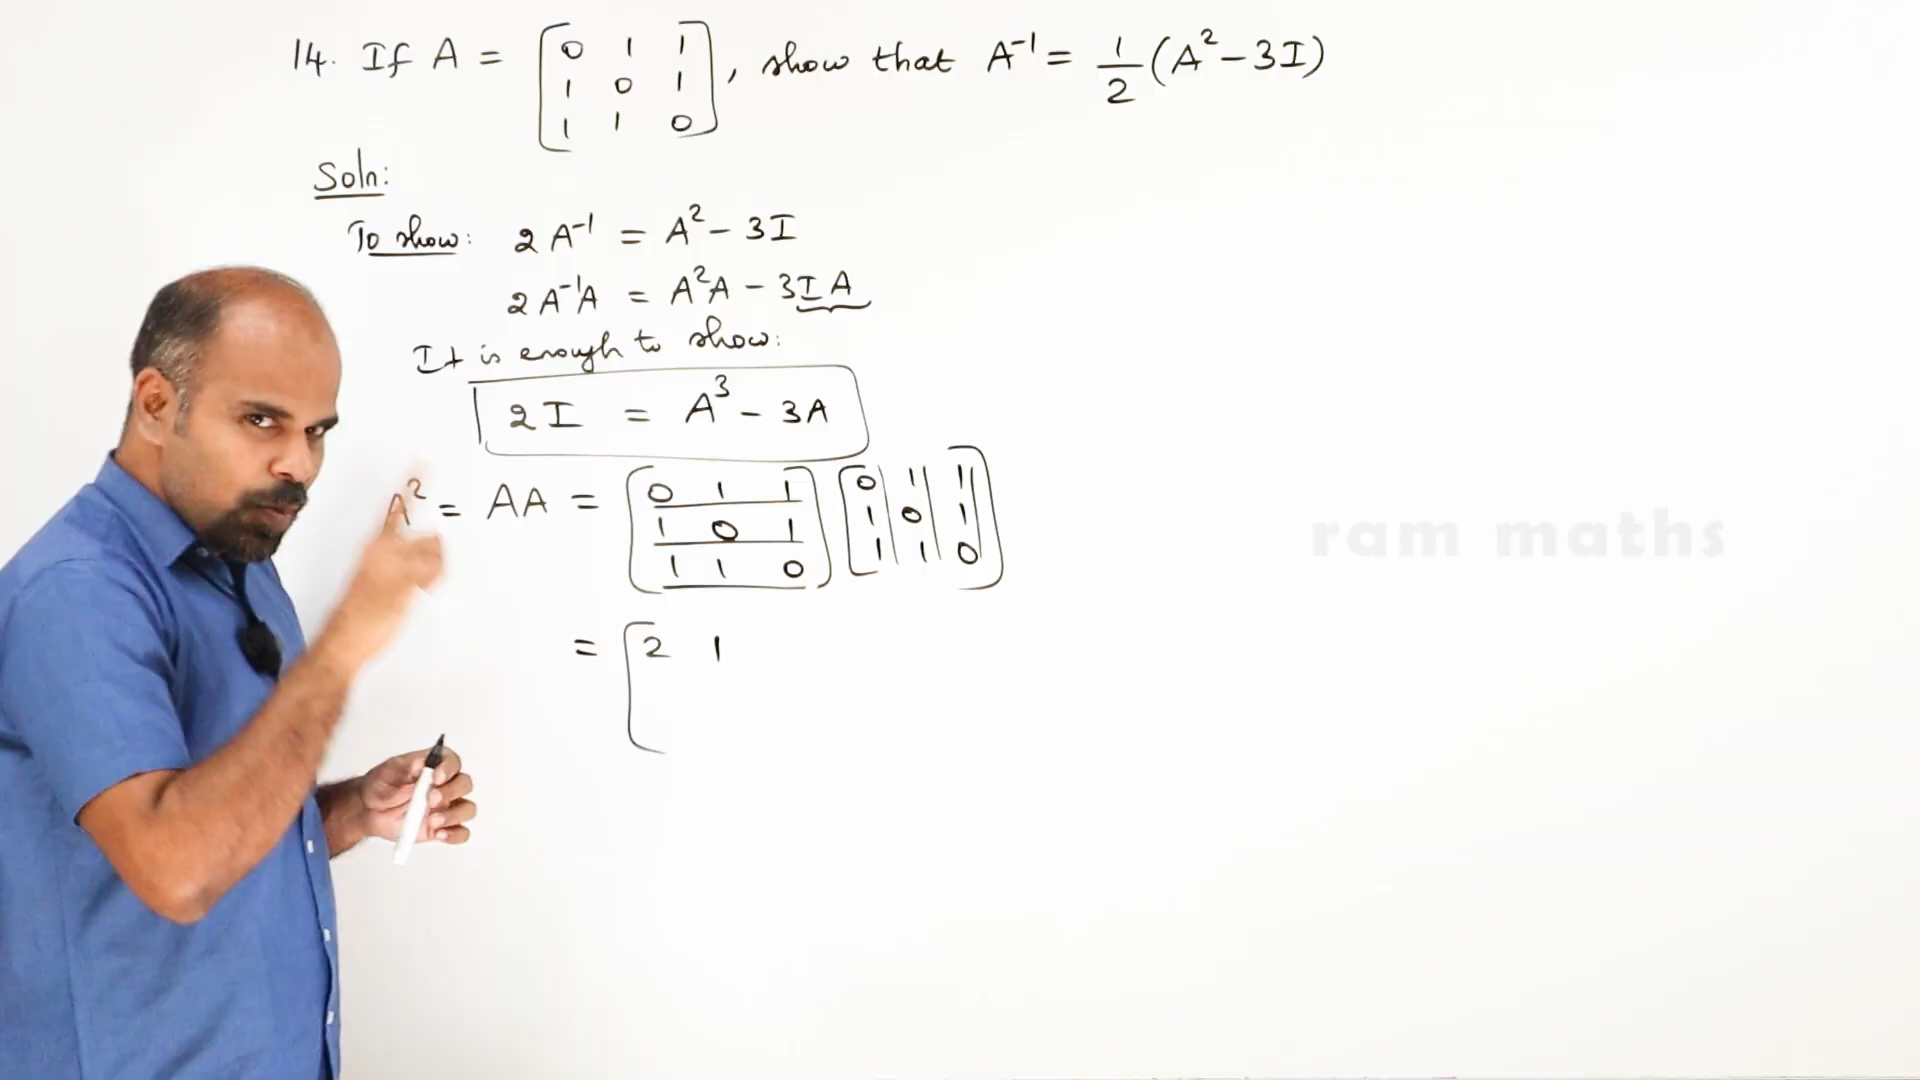 14. If A = [0 1 1; 1 0 1; 1 1 0], show that A⁻¹ = 1/2 (A² - 3I)
Soln:
To show: 2A⁻¹ = A² - 3I
2A⁻¹A = A²A - 3IA
It is enough to show:
2I = A³ - 3A
A² = AA = [0 1 1; 1 0 1; 1 1 0] [0 1 1; 1 0 1; 1 1 0]
ram maths
= [2 1